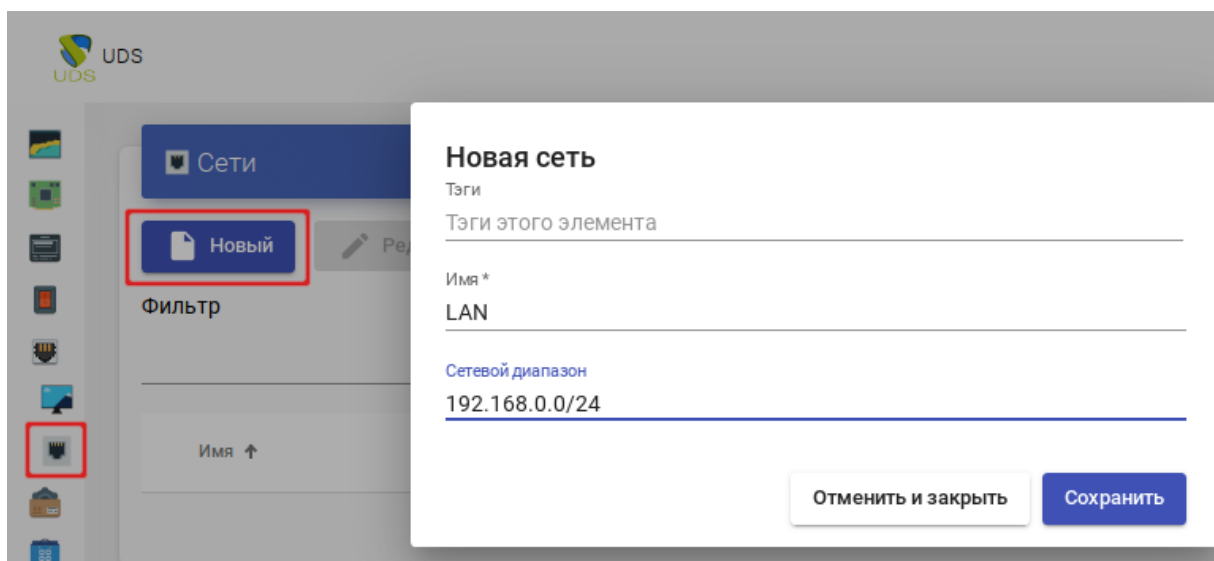 UDS
UDS
Сети
Новый
Фильтр
Имя ↑
Новая сеть
Тэги
Тэги этого элемента
Имя *
LAN
Сетевой диапазон
192.168.0.0/24
Отменить и закрыть Сохранить